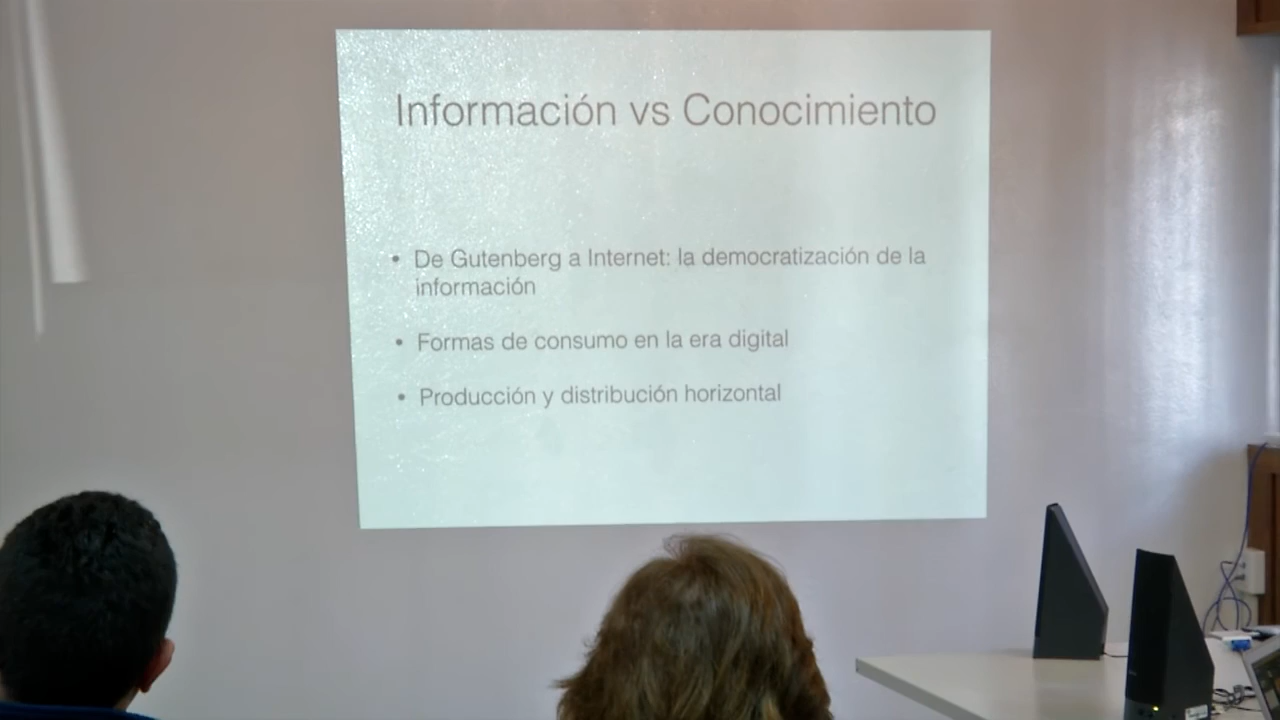 Información vs Conocimiento
• De Gutenberg a Internet: la democratización de la
información
• Formas de consumo en la era digital
• Producción y distribución horizontal